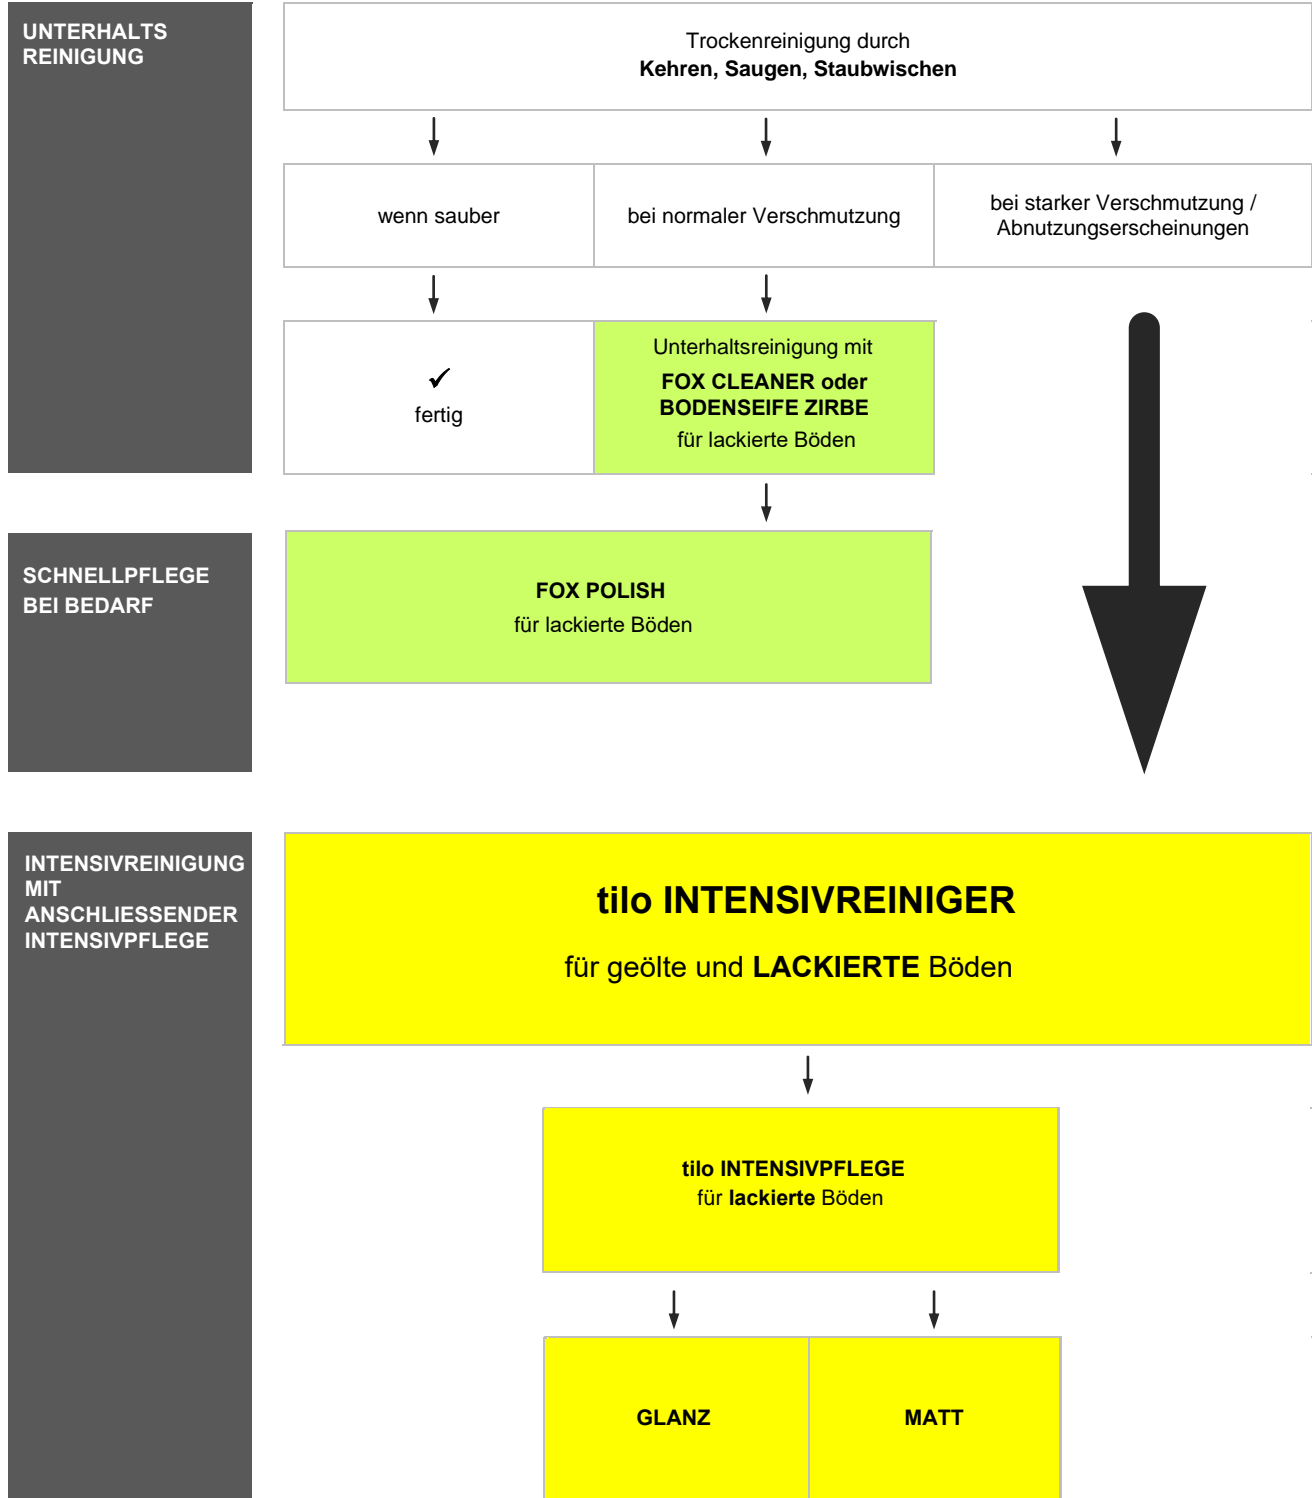 UNTERHALTS
REINIGUNG
Trockenreinigung durch
Kehren, Saugen, Staubwischen
wenn sauber
bei normaler Verschmutzung
bei starker Verschmutzung /
Abnutzungserscheinungen
✓
fertig
Unterhaltsreinigung mit
FOX CLEANER oder
BODENSEIFE ZIRBE
für lackierte Böden
SCHNELLPFLEGE
BEI BEDARF
FOX POLISH
für lackierte Böden
INTENSIVREINIGUNG
MIT
ANSCHLIESSENDER
INTENSIVPFLEGE
tilo INTENSIVREINIGER
für geölte und LACKIERTE Böden
tilo INTENSIVPFLEGE
für lackierte Böden
GLANZ
MATT